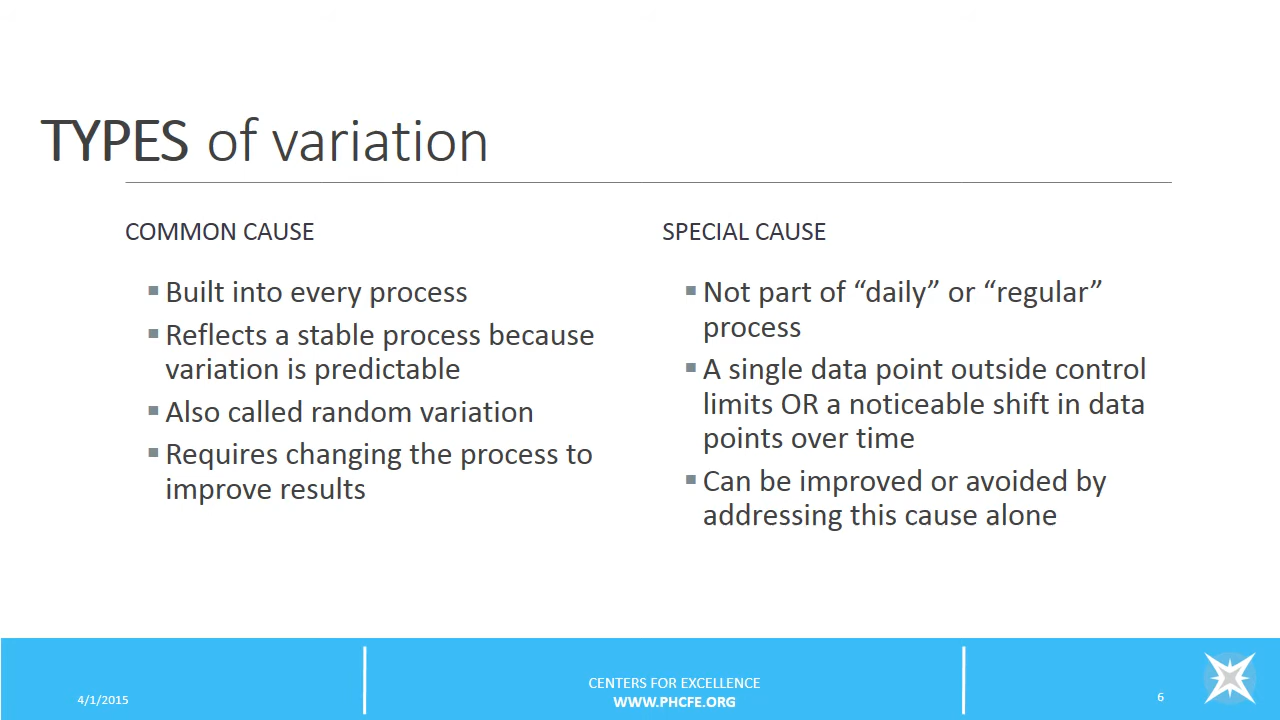 TYPES of variation
COMMON CAUSE
▪ Built into every process
▪ Reflects a stable process because
variation is predictable
▪ Also called random variation
▪ Requires changing the process to
improve results
SPECIAL CAUSE
▪ Not part of “daily” or “regular”
process
▪ A single data point outside control
limits OR a noticeable shift in data
points over time
▪ Can be improved or avoided by
addressing this cause alone
4/1/2015
CENTERS FOR EXCELLENCE
WWW.PHCFE.ORG
6